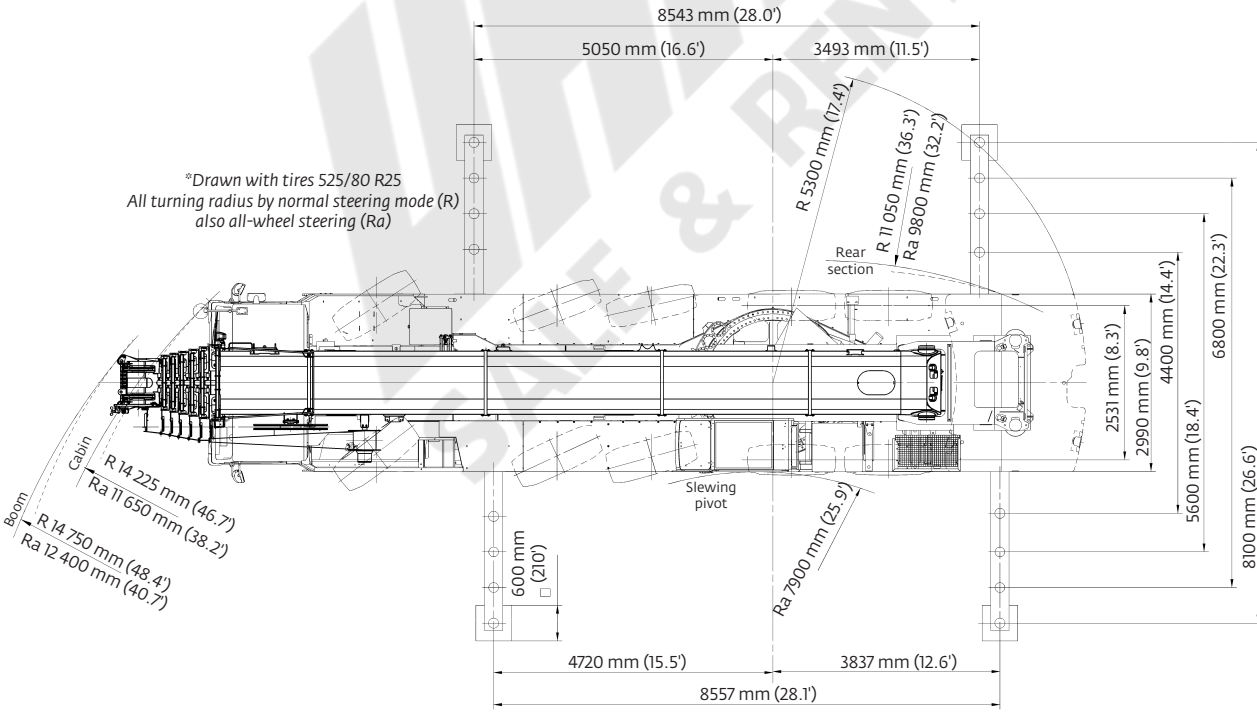 8543 mm (28.0')
5050 mm (16.6')
3493 mm (11.5')
*Drawn with tires 525/80 R25
All turning radius by normal steering mode (R)
also all-wheel steering (Ra)
R 5300 mm (17.4')
R 11 050 mm (36.3')
Ra 9800 mm (32.2')
Rear
section
2531 mm (8.3')
2990 mm (9.8')
4400 mm (14.4')
5600 mm (18.4')
6800 mm (22.3')
8100 mm (26.6')
Boom
Cabin
R 14 225 mm (46.7')
Ra 11 650 mm (38.2')
R 14 750 mm (48.4')
Ra 12 400 mm (40.7')
Slewing
pivot
Ra 7900 mm (25.9')
600 mm
(210')
4720 mm (15.5')
3837 mm (12.6')
8557 mm (28.1')